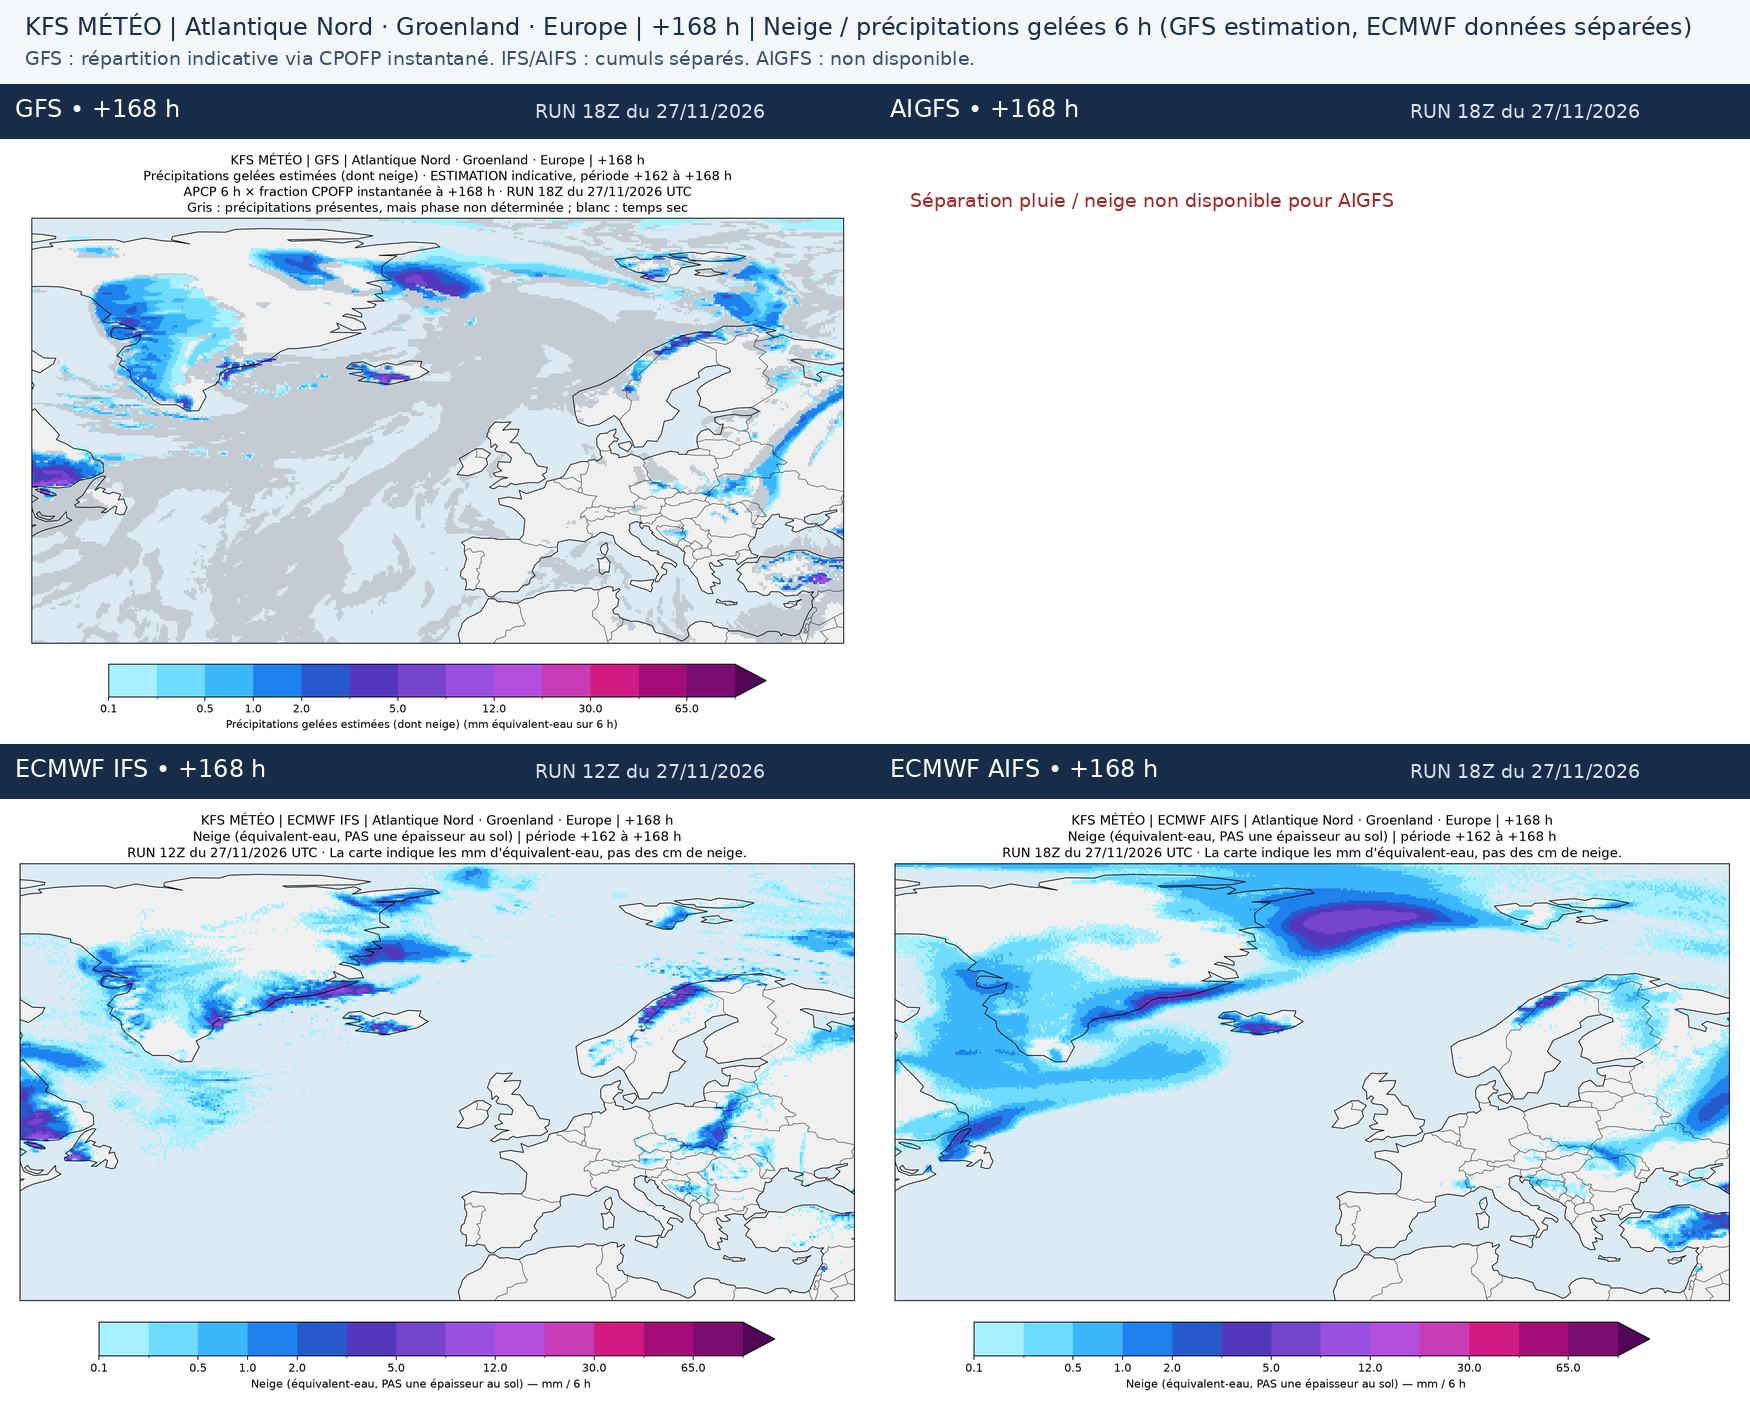 KFS MÉTÉO | Atlantique Nord · Groenland · Europe | +168 h | Neige / précipitations gelées 6 h (GFS estimation, ECMWF données séparées)
GFS : répartition indicative via CPOFP instantané. IFS/AIFS : cumuls séparés. AIGFS : non disponible.
GFS • +168 h
RUN 18Z du 27/11/2026
AIGFS • +168 h
RUN 18Z du 27/11/2026
KFS MÉTÉO | GFS | Atlantique Nord · Groenland · Europe | +168 h
Précipitations gelées estimées (dont neige) · ESTIMATION indicative, période +162 à +168 h
APCP 6 h × fraction CPOFP instantanée à +168 h · RUN 18Z du 27/11/2026 UTC
Gris : précipitations présentes, mais phase non déterminée ; blanc : temps sec
Séparation pluie / neige non disponible pour AIGFS
0.1 0.5 1.0 2.0 5.0 12.0 30.0 65.0
Précipitations gelées estimées (dont neige) (mm équivalent-eau sur 6 h)
ECMWF IFS • +168 h
RUN 12Z du 27/11/2026
ECMWF AIFS • +168 h
RUN 18Z du 27/11/2026
KFS MÉTÉO | ECMWF IFS | Atlantique Nord · Groenland · Europe | +168 h
Neige (équivalent-eau, PAS une épaisseur au sol) | période +162 à +168 h
RUN 12Z du 27/11/2026 UTC · La carte indique les mm d'équivalent-eau, pas des cm de neige.
KFS MÉTÉO | ECMWF AIFS | Atlantique Nord · Groenland · Europe | +168 h
Neige (équivalent-eau, PAS une épaisseur au sol) | période +162 à +168 h
RUN 18Z du 27/11/2026 UTC · La carte indique les mm d'équivalent-eau, pas des cm de neige.
0.1 0.5 1.0 2.0 5.0 12.0 30.0 65.0
Neige (équivalent-eau, PAS une épaisseur au sol) — mm / 6 h
0.1 0.5 1.0 2.0 5.0 12.0 30.0 65.0
Neige (équivalent-eau, PAS une épaisseur au sol) — mm / 6 h